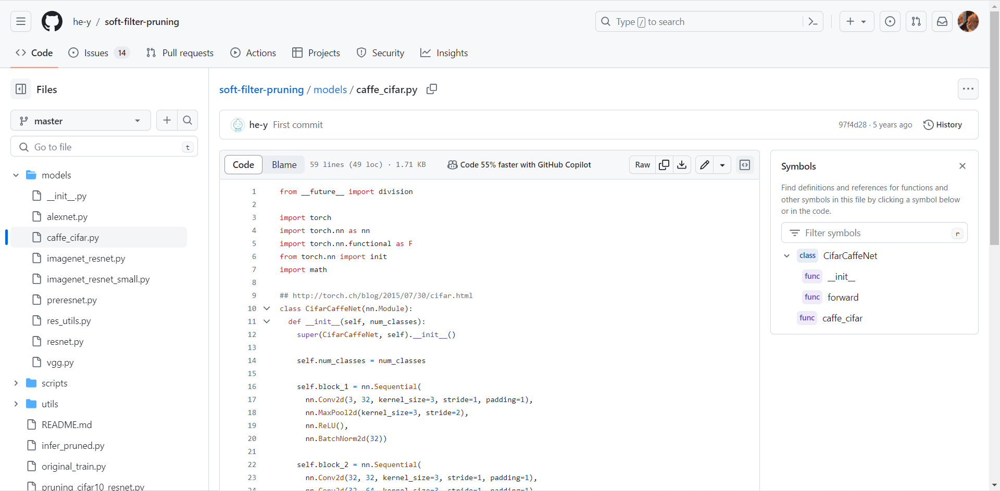 he-y / soft-filter-pruning
Type / to search
Code
Issues 14
Pull requests
Actions
Projects
Security
Insights
Files
master
Go to file
t
models
__init__.py
alexnet.py
caffe_cifar.py
imagenet_resnet.py
imagenet_resnet_small.py
preresnet.py
res_utils.py
resnet.py
vgg.py
scripts
utils
README.md
infer_pruned.py
original_train.py
pruning_cifar10_resnet.py
soft-filter-pruning / models / caffe_cifar.py
he-y First commit
97f4d28 · 5 years ago
History
Code Blame 59 lines (49 loc) · 1.71 KB
Code 55% faster with GitHub Copilot
Raw
1 from __future__ import division
2
3 import torch
4 import torch.nn as nn
5 import torch.nn.functional as F
6 from torch.nn import init
7 import math
8
9 ## http://torch.ch/blog/2015/07/30/cifar.html
10 class CifarCaffeNet(nn.Module):
11 def __init__(self, num_classes):
12 super(CifarCaffeNet, self).__init__()
13
14 self.num_classes = num_classes
15
16 self.block_1 = nn.Sequential(
17 nn.Conv2d(3, 32, kernel_size=3, stride=1, padding=1),
18 nn.MaxPool2d(kernel_size=3, stride=2),
19 nn.ReLU(),
20 nn.BatchNorm2d(32))
21
22 self.block_2 = nn.Sequential(
23 nn.Conv2d(32, 32, kernel_size=3, stride=1, padding=1),
24 nn.Conv2d(32, 64, kernel_size=3, stride=1, padding=1),
Symbols
Find definitions and references for functions and
other symbols in this file by clicking a symbol below
or in the code.
Filter symbols
r
class CifarCaffeNet
func __init__
func forward
func caffe_cifar